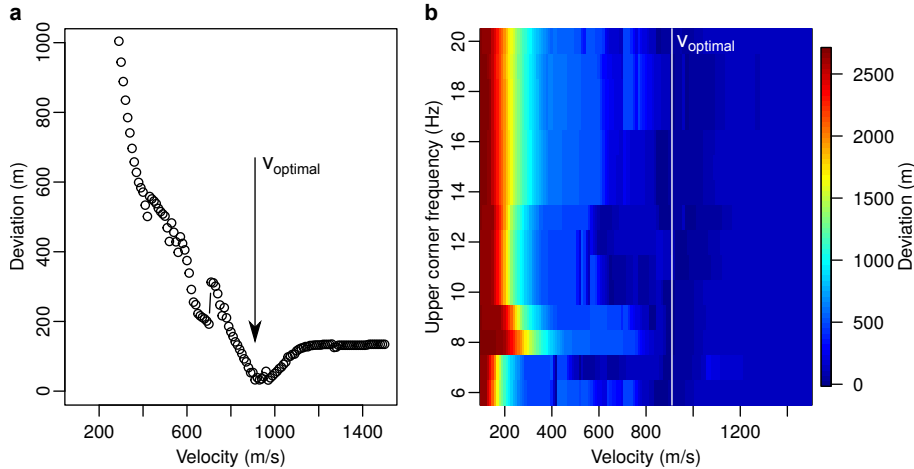 a
Deviation (m)
0 200 400 600 800 1000
v optimal
200 600 1000 1400
Velocity (m/s)
b
Upper corner frequency (Hz)
6 8 10 12 14 16 18 20
v optimal
200 400 600 800 1200
Velocity (m/s)
0 500 1000 1500 2000 2500
Deviation (m)